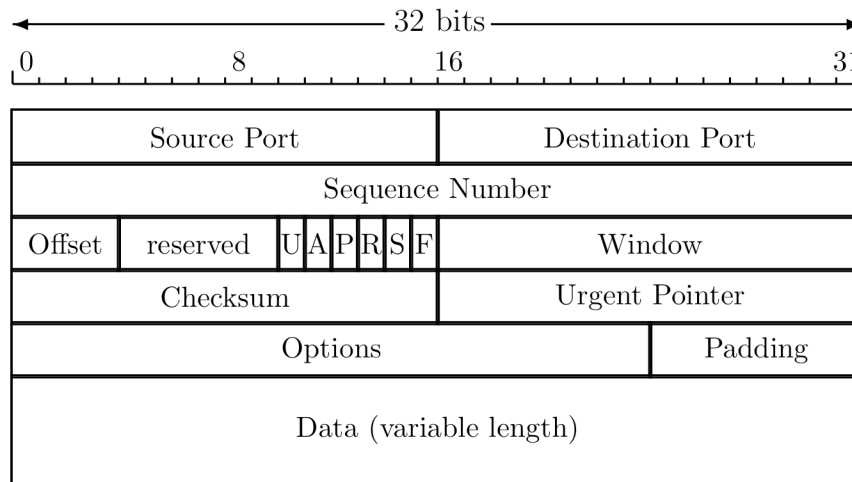 32 bits
0 8 16 31
Source Port Destination Port
Sequence Number
Offset reserved U A P R S F Window
Checksum Urgent Pointer
Options Padding
Data (variable length)